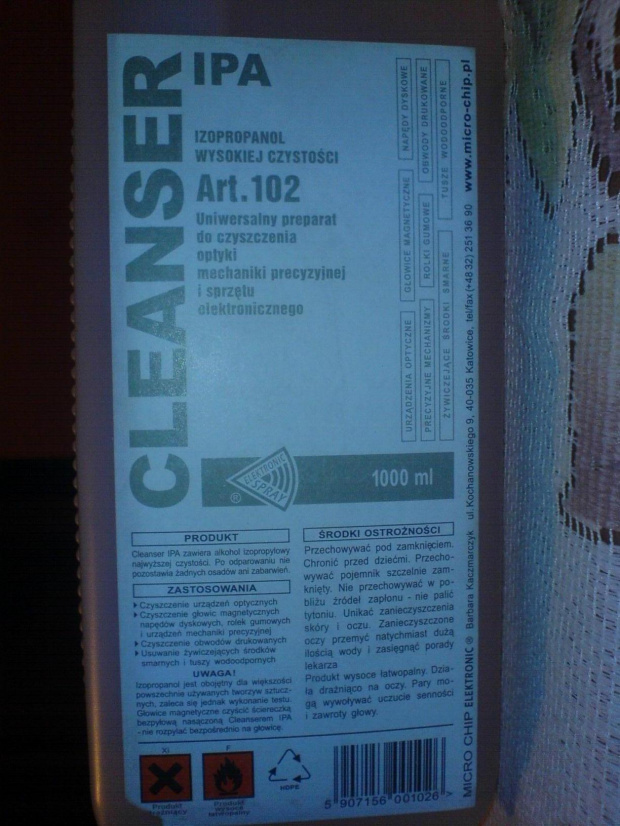 CLEANSER
IPA
IZOPROPANOL
WYSOKIEJ CZYSTOŚCI
Art.102
Uniwersalny preparat
do czyszczenia
optyki
mechaniki precyzyjnej
i sprzętu
elektronicznego
URZĄDZENIA OPTYCZNE
GŁOWICE MAGNETYCZNE
NAPĘDY DYSKOWE
PRECYZYJNE MECHANIZMY
ROLKI GUMOWE
OBWODY DRUKOWANE
ŻYWICZEJĄCE ŚRODKI SMARNE
TUSZE WODOODPORNE
ELECTRONIC
SPRAY
®
1000 ml
PRODUKT
Cleanser IPA zawiera alkohol izopropylowy
najwyższej czystości. Po odparowaniu nie
pozostawia żadnych osadów ani zabarwień.
ZASTOSOWANIA
Czyszczenie urządzeń optycznych
Czyszczenie głowic magnetycznych
napędów dyskowych, rolek gumowych
i urządzeń mechaniki precyzyjnej
Czyszczenie obwodów drukowanych
Usuwanie żywiczejących środków
smarnych i tuszy wodoodpornych
UWAGA!
Izopropanol jest obojętny dla większości
powszechnie używanych tworzyw sztucz-
nych, zaleca się jednak wykonanie testu.
Głowice magnetyczne czyścić ściereczką
bezpyłową nasączoną Cleanserem IPA
- nie rozpylać bezpośrednio na głowicę.
ŚRODKI OSTROŻNOŚCI
Przechowywać pod zamknięciem.
Chronić przed dziećmi. Przecho-
wywać pojemnik szczelnie zam-
knięty. Nie przechowywać w po-
bliżu źródeł zapłonu - nie palić
tytoniu. Unikać zanieczyszczenia
skóry i oczu. Zanieczyszczone
oczy przemyć natychmiast dużą
ilością wody i zasięgnąć porady
lekarza
Produkt wysoce łatwopalny. Dzia-
ła drażniąco na oczy. Pary mo-
gą wywoływać uczucie senności
i zawroty głowy.
Xi
Produkt
drażniący
F
Produkt
wysoce
łatwopalny
HDPE
5 907156 001026 >
MICRO CHIP ELEKTRONIC ® Barbara Kaczmarczyk ul.Kochanowskiego 9, 40-035 Katowice, tel/fax (+4832) 251 36 90 www.micro-chip.pl